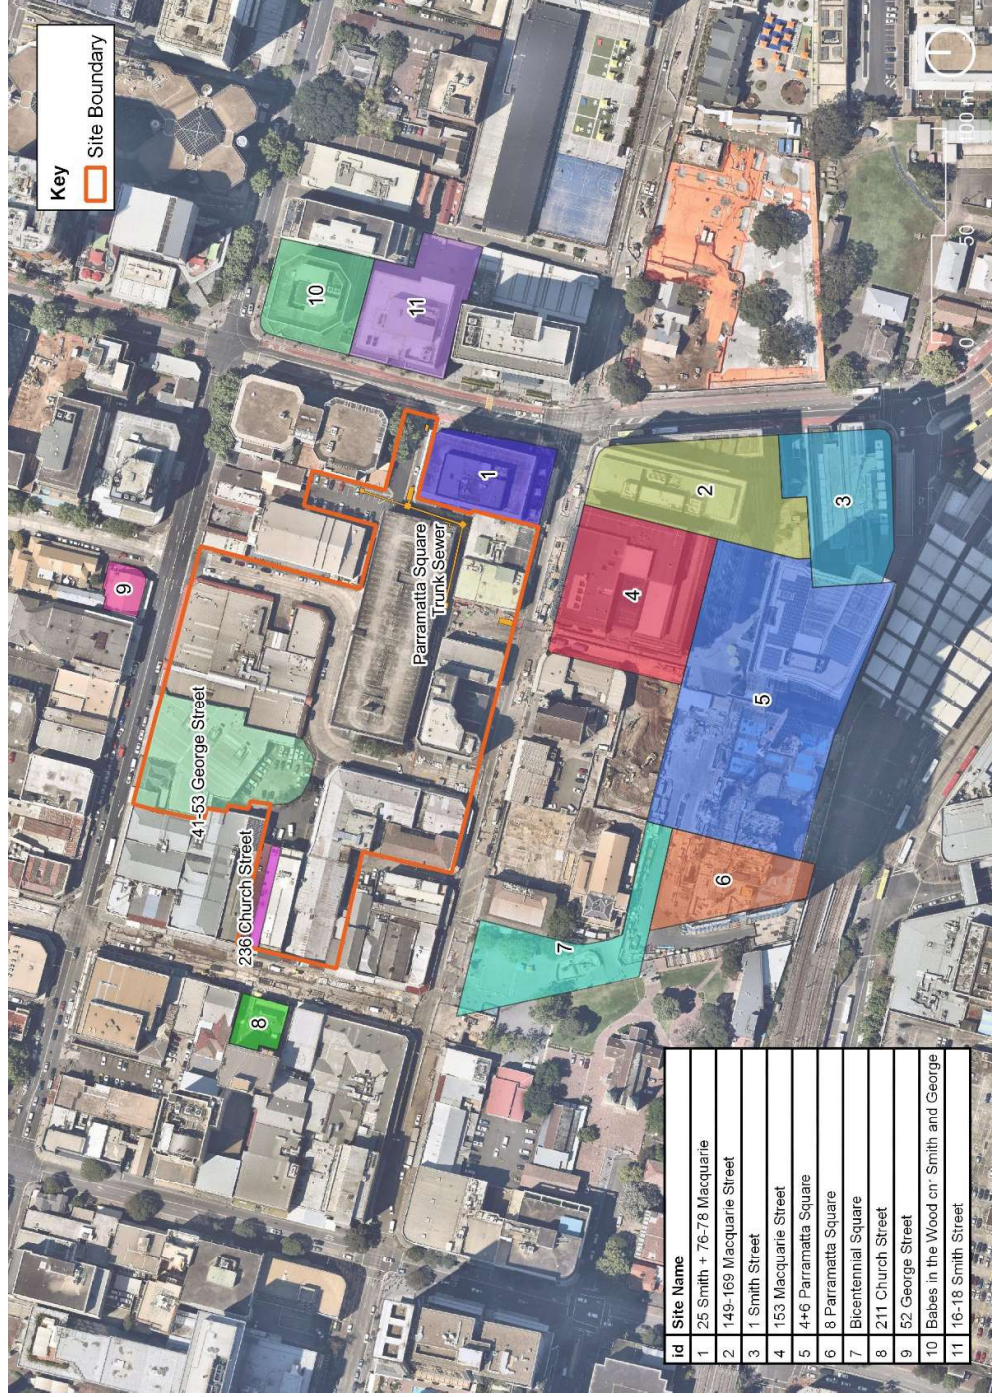 Key
Site Boundary
10
11
9
1
Parramatta Square
Trunk Sewer
41-53 George Street
236 Church Street
8
2
3
4
5
6
7
0
50
100 m
id Site Name
1 25 Smith + 76-78 Macquarie
2 149-169 Macquarie Street
3 1 Smith Street
4 153 Macquarie Street
5 4+6 Parramatta Square
6 8 Parramatta Square
7 Bicentennial Square
8 211 Church Street
9 52 George Street
10 Babes in the Wood cnr Smith and George
11 16-18 Smith Street